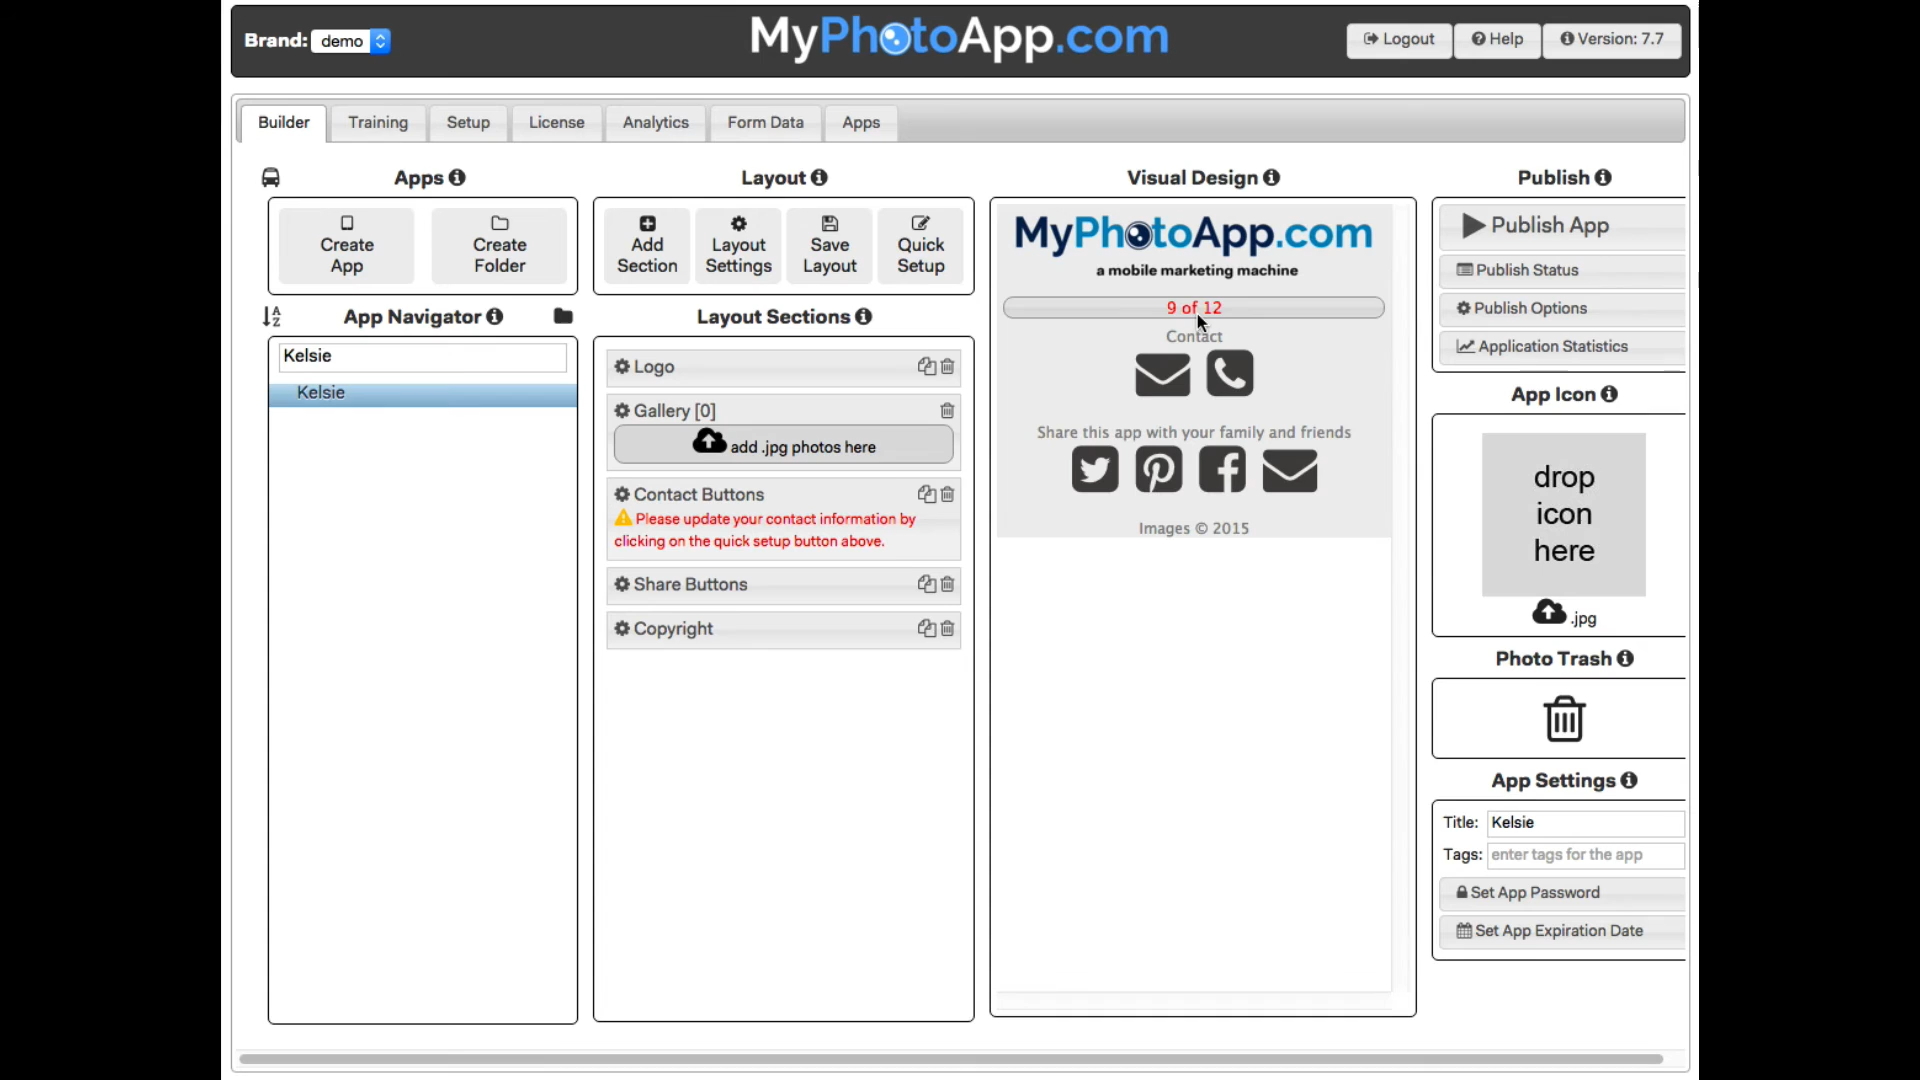 Brand: demo
MyPhotoApp.com
Logout
Help
Version: 7.7
Builder
Training
Setup
License
Analytics
Form Data
Apps
Apps
Create
App
Create
Folder
App Navigator
Kelsie
Kelsie
Layout
Add
Section
Layout
Settings
Save
Layout
Quick
Setup
Layout Sections
Logo
Gallery [0]
add .jpg photos here
Contact Buttons
Please update your contact information by
clicking on the quick setup button above.
Share Buttons
Copyright
Visual Design
MyPhotoApp.com
a mobile marketing machine
9 of 12
Contact
Share this app with your family and friends
Images © 2015
Publish
Publish App
Publish Status
Publish Options
Application Statistics
App Icon
drop
icon
here
.jpg
Photo Trash
App Settings
Title: Kelsie
Tags: enter tags for the app
Set App Password
Set App Expiration Date